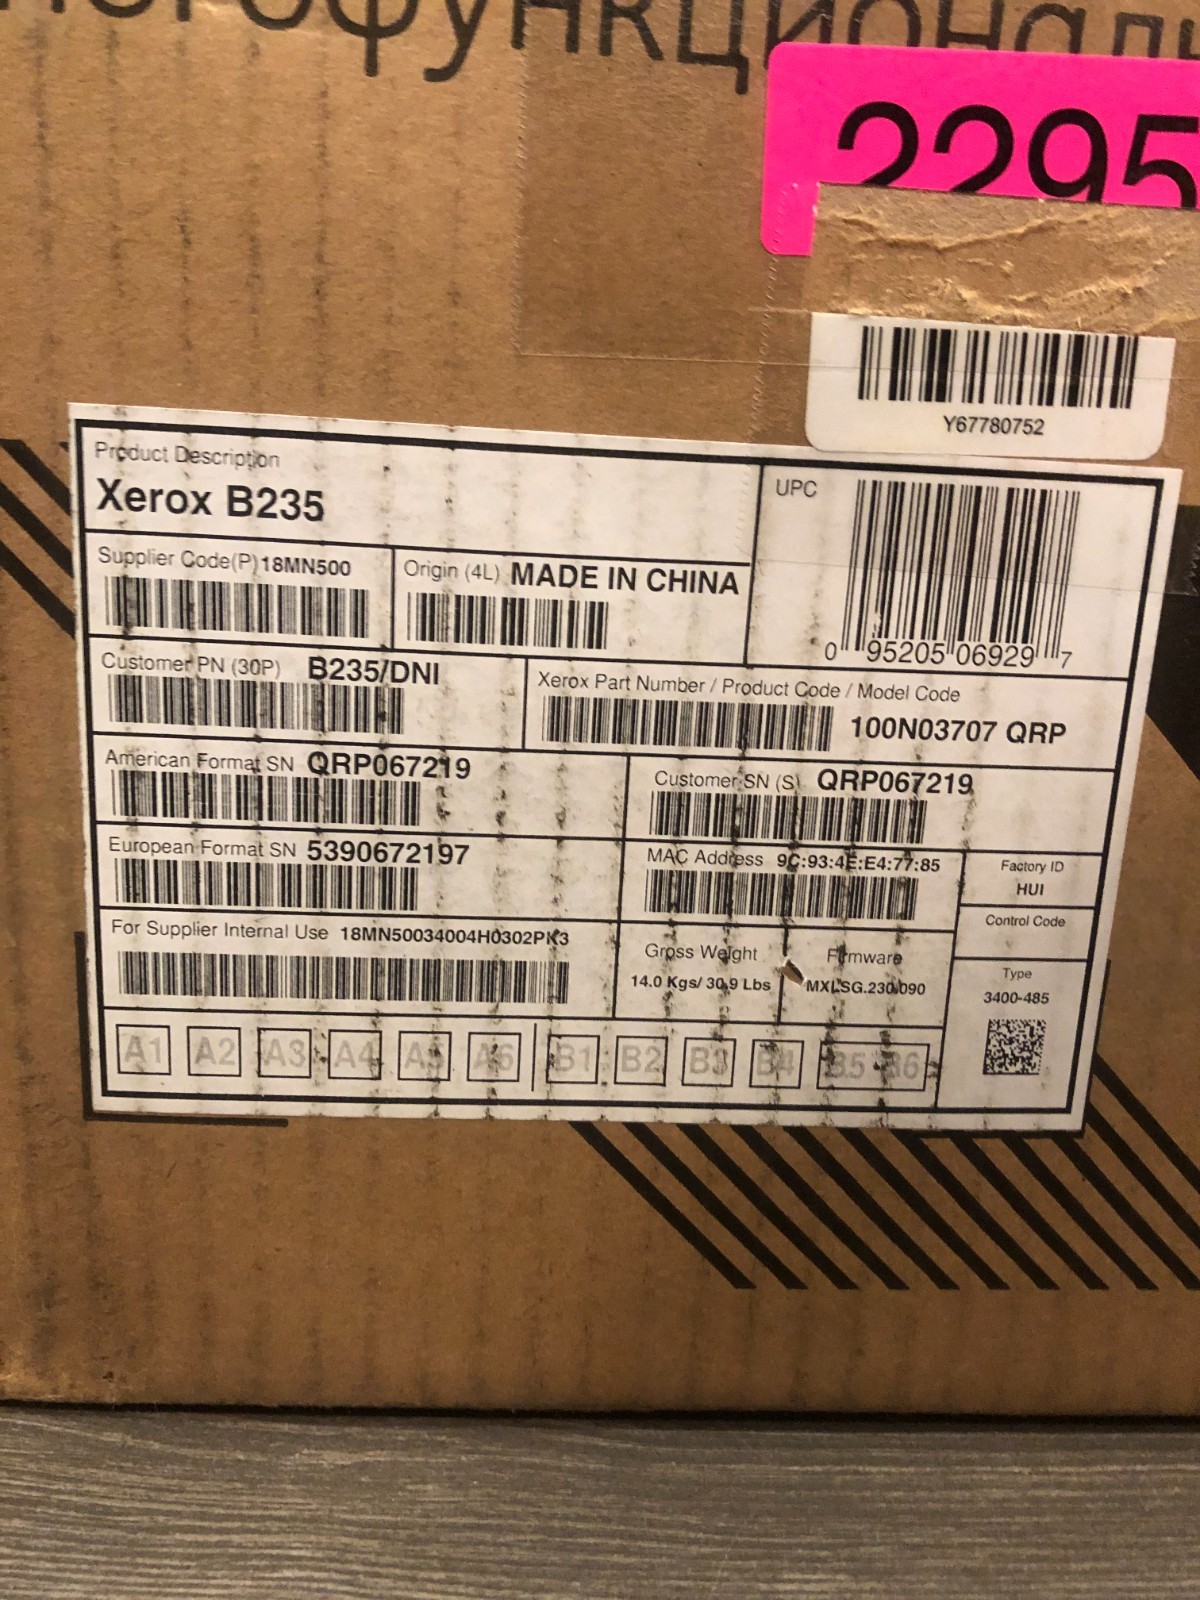 многофункциональн
2295
Y67780752
Product Description
Xerox B235
UPC
0 95205 06929 7
Supplier Code(P) 18MN500
Origin (4L) MADE IN CHINA
Customer PN (30P) B235/DNI
Xerox Part Number / Product Code / Model Code
100N03707 QRP
American Format SN QRP067219
Customer SN (S) QRP067219
European Format SN 5390672197
MAC Address 9C:93:4E:E4:77:85
Factory ID
HUI
Control Code
For Supplier Internal Use 18MN50034004H0302PK3
Gross Weight
14.0 Kgs/ 30.9 Lbs
Firmware
MXLSG.230.090
Type
3400-485
A1 A2 A3 A4 A5 A6 B1 B2 B3 B4 B5 B6